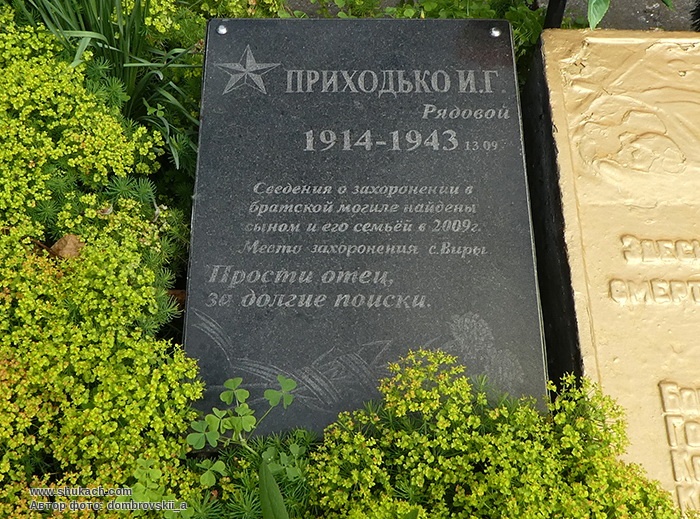 ПРИХОДЬКО И.Г.
Рядовой
1914-1943 13.09.
Сведения о захоронении в
братской могиле найдены
сыном и его семьёй в 2009г.
Место захоронения с.Виры.
Прости отец,
за долгие поиски.
СМЕРТ
www.shukach.com
Автор фото: dombrovskii_a